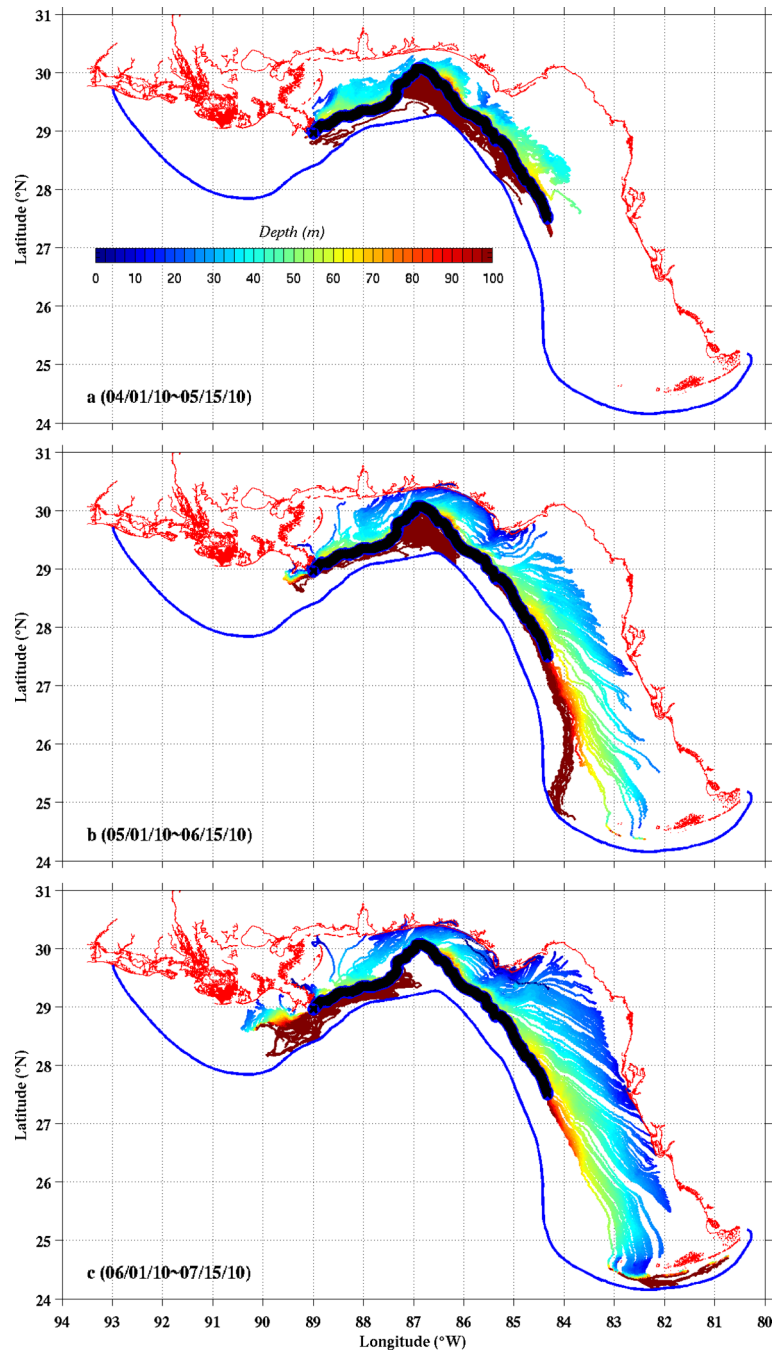 31
30
29
28
27
26
25
24
Latitude (°N)
Depth (m)
0 10 20 30 40 50 60 70 80 90 100
a (04/01/10~05/15/10)
31
30
29
28
27
26
25
24
Latitude (°N)
b (05/01/10~06/15/10)
31
30
29
28
27
26
25
24
Latitude (°N)
c (06/01/10~07/15/10)
94 93 92 91 90 89 88 87 86 85 84 83 82 81 80
Longitude (°W)